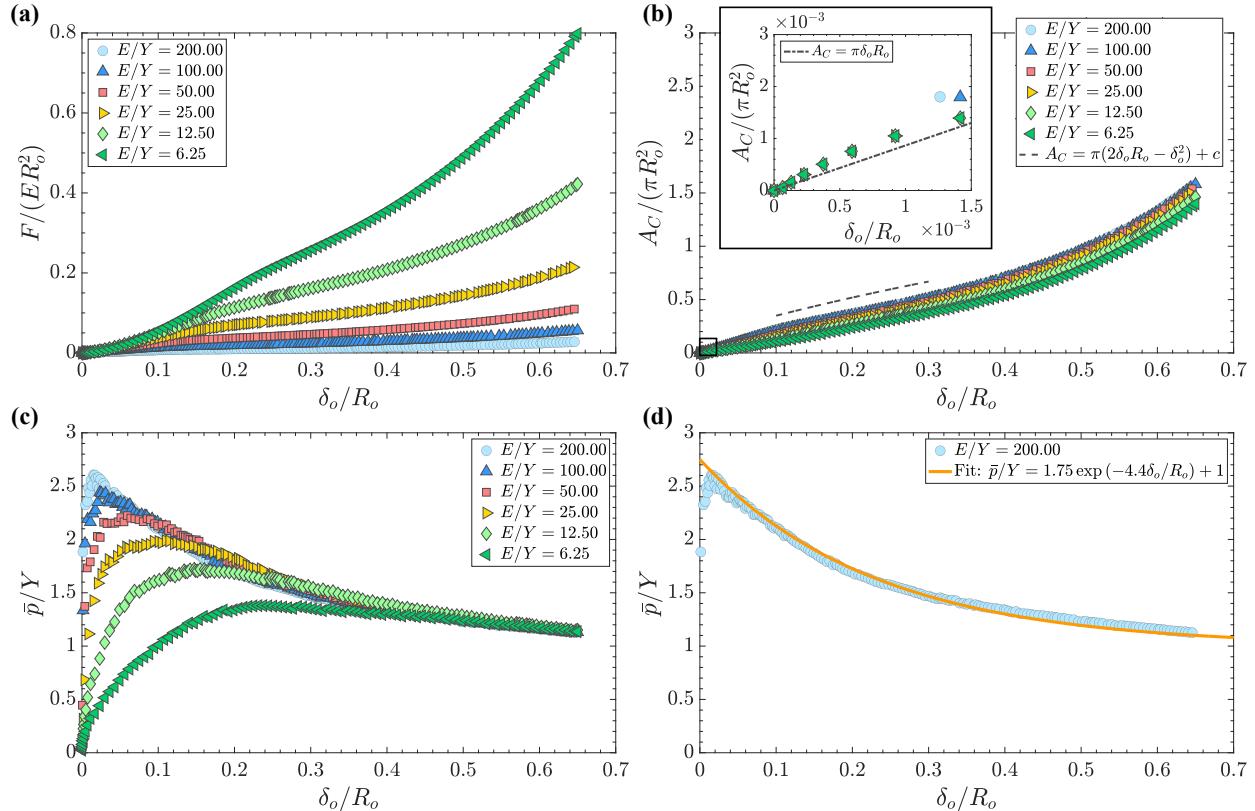 (a)
0.8
0.6
0.4
0.2
0
F/(ER_o^2)
E/Y = 200.00
E/Y = 100.00
E/Y = 50.00
E/Y = 25.00
E/Y = 12.50
E/Y = 6.25
0 0.1 0.2 0.3 0.4 0.5 0.6 0.7
δ_o/R_o
(b)
3
2.5
2
1.5
1
0.5
0
A_C/(πR_o^2)
×10^{-3}
3
2
1
0
A_C/(πR_o^2)
A_C = πδ_oR_o
0 0.5 1 1.5
δ_o/R_o ×10^{-3}
E/Y = 200.00
E/Y = 100.00
E/Y = 50.00
E/Y = 25.00
E/Y = 12.50
E/Y = 6.25
A_C = π(2δ_oR_o − δ_o^2) + c
0 0.1 0.2 0.3 0.4 0.5 0.6 0.7
δ_o/R_o
(c)
3
2.5
2
1.5
1
0.5
0
p̄/Y
E/Y = 200.00
E/Y = 100.00
E/Y = 50.00
E/Y = 25.00
E/Y = 12.50
E/Y = 6.25
0 0.1 0.2 0.3 0.4 0.5 0.6 0.7
δ_o/R_o
(d)
3
2.5
2
1.5
1
0.5
0
p̄/Y
E/Y = 200.00
Fit: p̄/Y = 1.75 exp (−4.4δ_o/R_o) + 1
0 0.1 0.2 0.3 0.4 0.5 0.6 0.7
δ_o/R_o